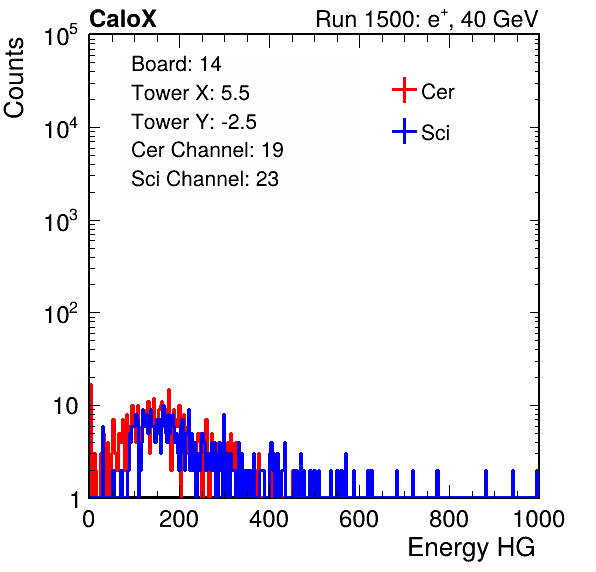 CaloX Run 1500: e⁺, 40 GeV
Counts
Board: 14
Tower X: 5.5
Tower Y: -2.5
Cer Channel: 19
Sci Channel: 23
Cer
Sci
10⁵
10⁴
10³
10²
10
1
0 200 400 600 800 1000
Energy HG